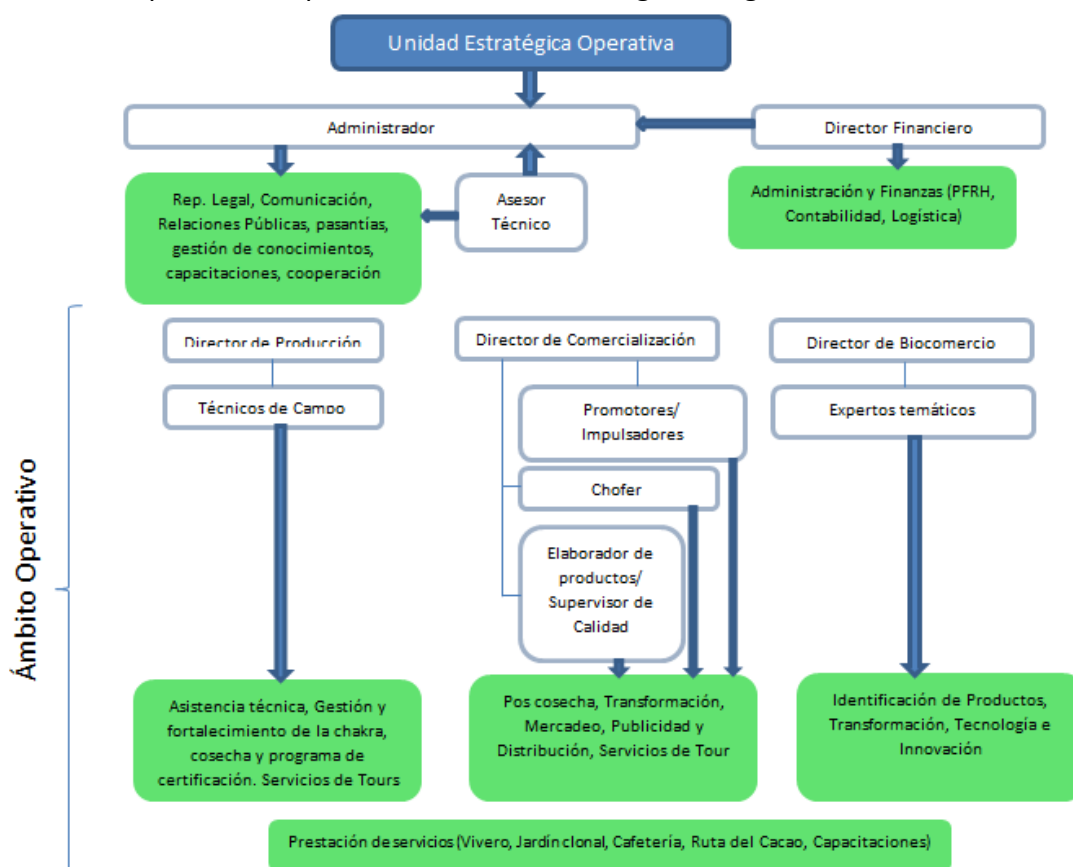 Unidad Estratégica Operativa
Administrador
Director Financiero
Rep. Legal, Comunicación,
Relaciones Públicas, pasantías,
gestión de conocimientos,
capacitaciones, cooperación
Asesor
Técnico
Administración y Finanzas (PFRH,
Contabilidad, Logística)
Ámbito Operativo
Director de Producción
Técnicos de Campo
Director de Comercialización
Promotores/
Impulsadores
Chofer
Elaborador de
productos/
Supervisor de
Calidad
Director de Biocomercio
Expertos temáticos
Asistencia técnica, Gestión y
fortalecimiento de la chakra,
cosecha y programa de
certificación. Servicios de Tours
Pos cosecha, Transformación,
Mercadeo, Publicidad y
Distribución, Servicios de Tour
Identificación de Productos,
Transformación, Tecnología e
Innovación
Prestación de servicios (Vivero, Jardín clonal, Cafetería, Ruta del Cacao, Capacitaciones)